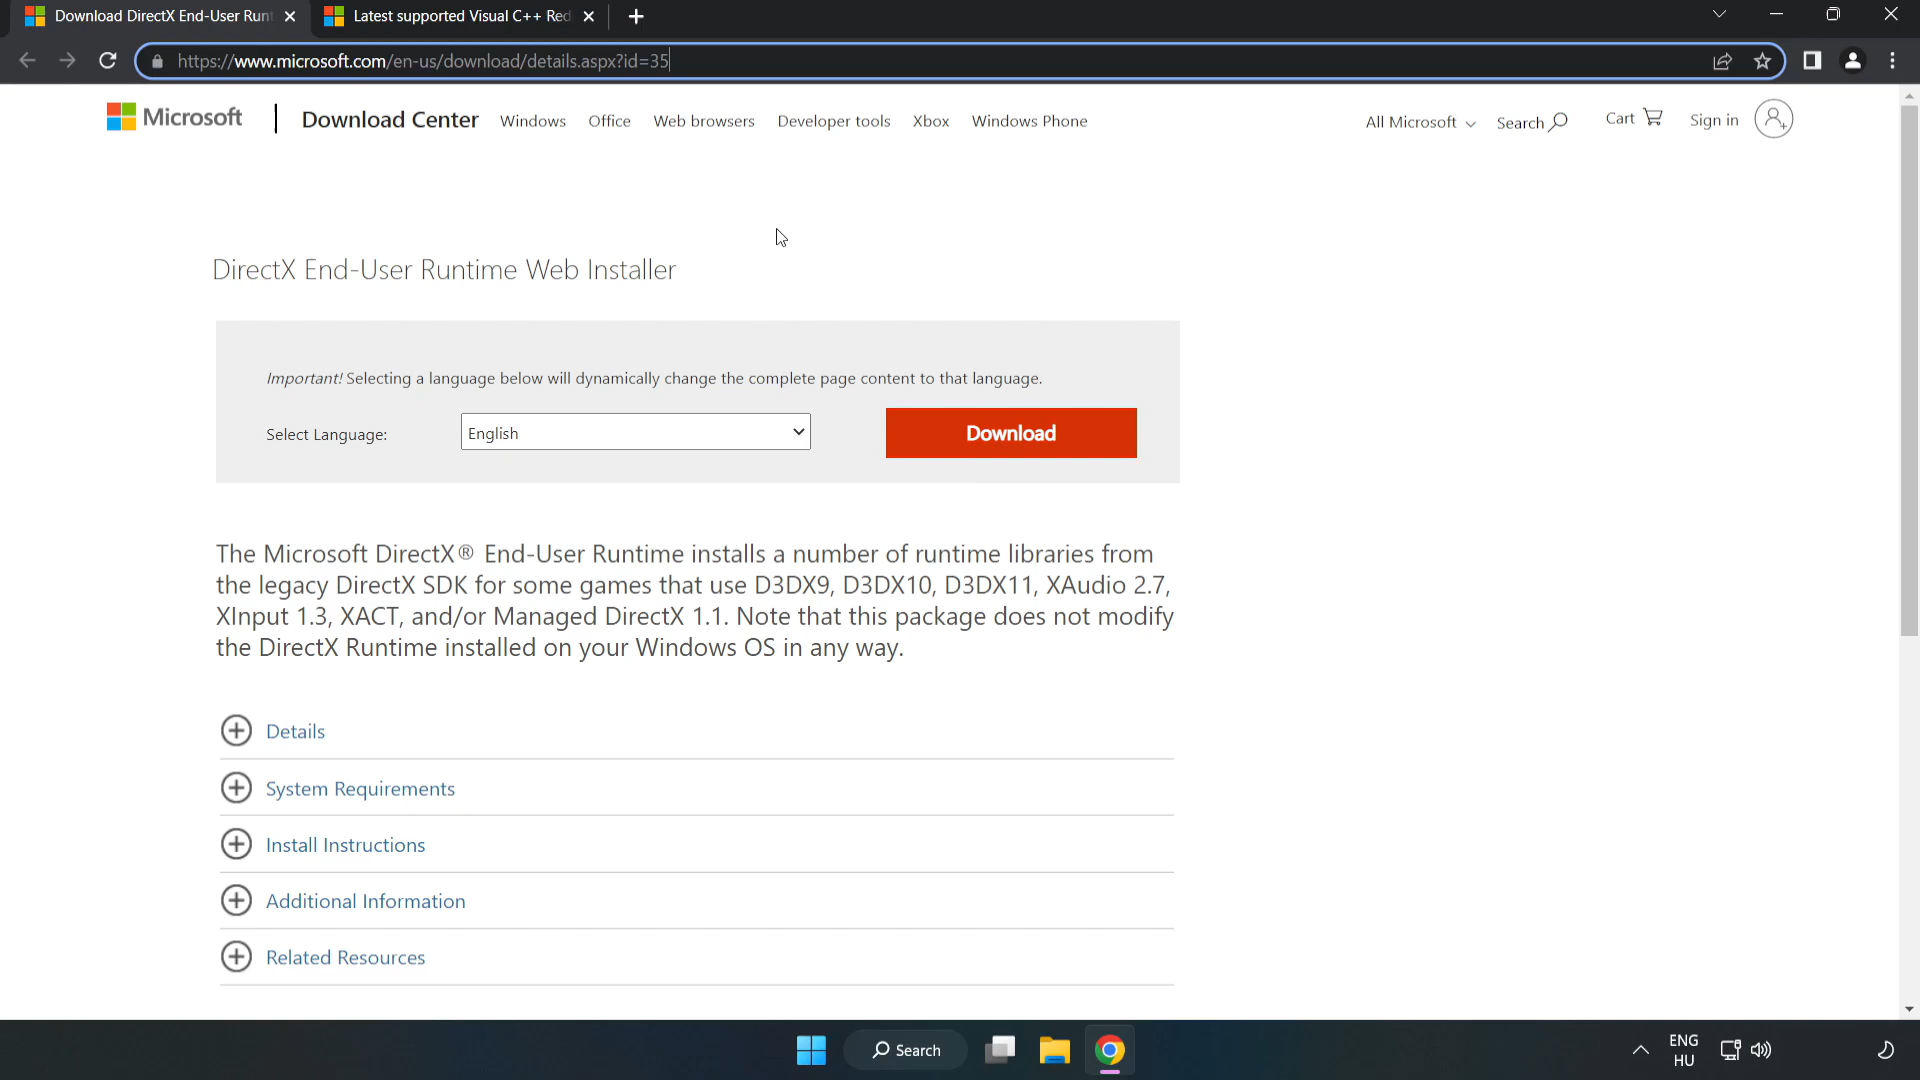 Download DirectX End-User Runt
Latest supported Visual C++ Red
https://www.microsoft.com/en-us/download/details.aspx?id=35
Microsoft
Download Center
Windows
Office
Web browsers
Developer tools
Xbox
Windows Phone
All Microsoft
Search
Cart
Sign in
DirectX End-User Runtime Web Installer
Important! Selecting a language below will dynamically change the complete page content to that language.
Select Language:
English
Download
The Microsoft DirectX® End-User Runtime installs a number of runtime libraries from
the legacy DirectX SDK for some games that use D3DX9, D3DX10, D3DX11, XAudio 2.7,
XInput 1.3, XACT, and/or Managed DirectX 1.1. Note that this package does not modify
the DirectX Runtime installed on your Windows OS in any way.
Details
System Requirements
Install Instructions
Additional Information
Related Resources
Search
ENG
HU